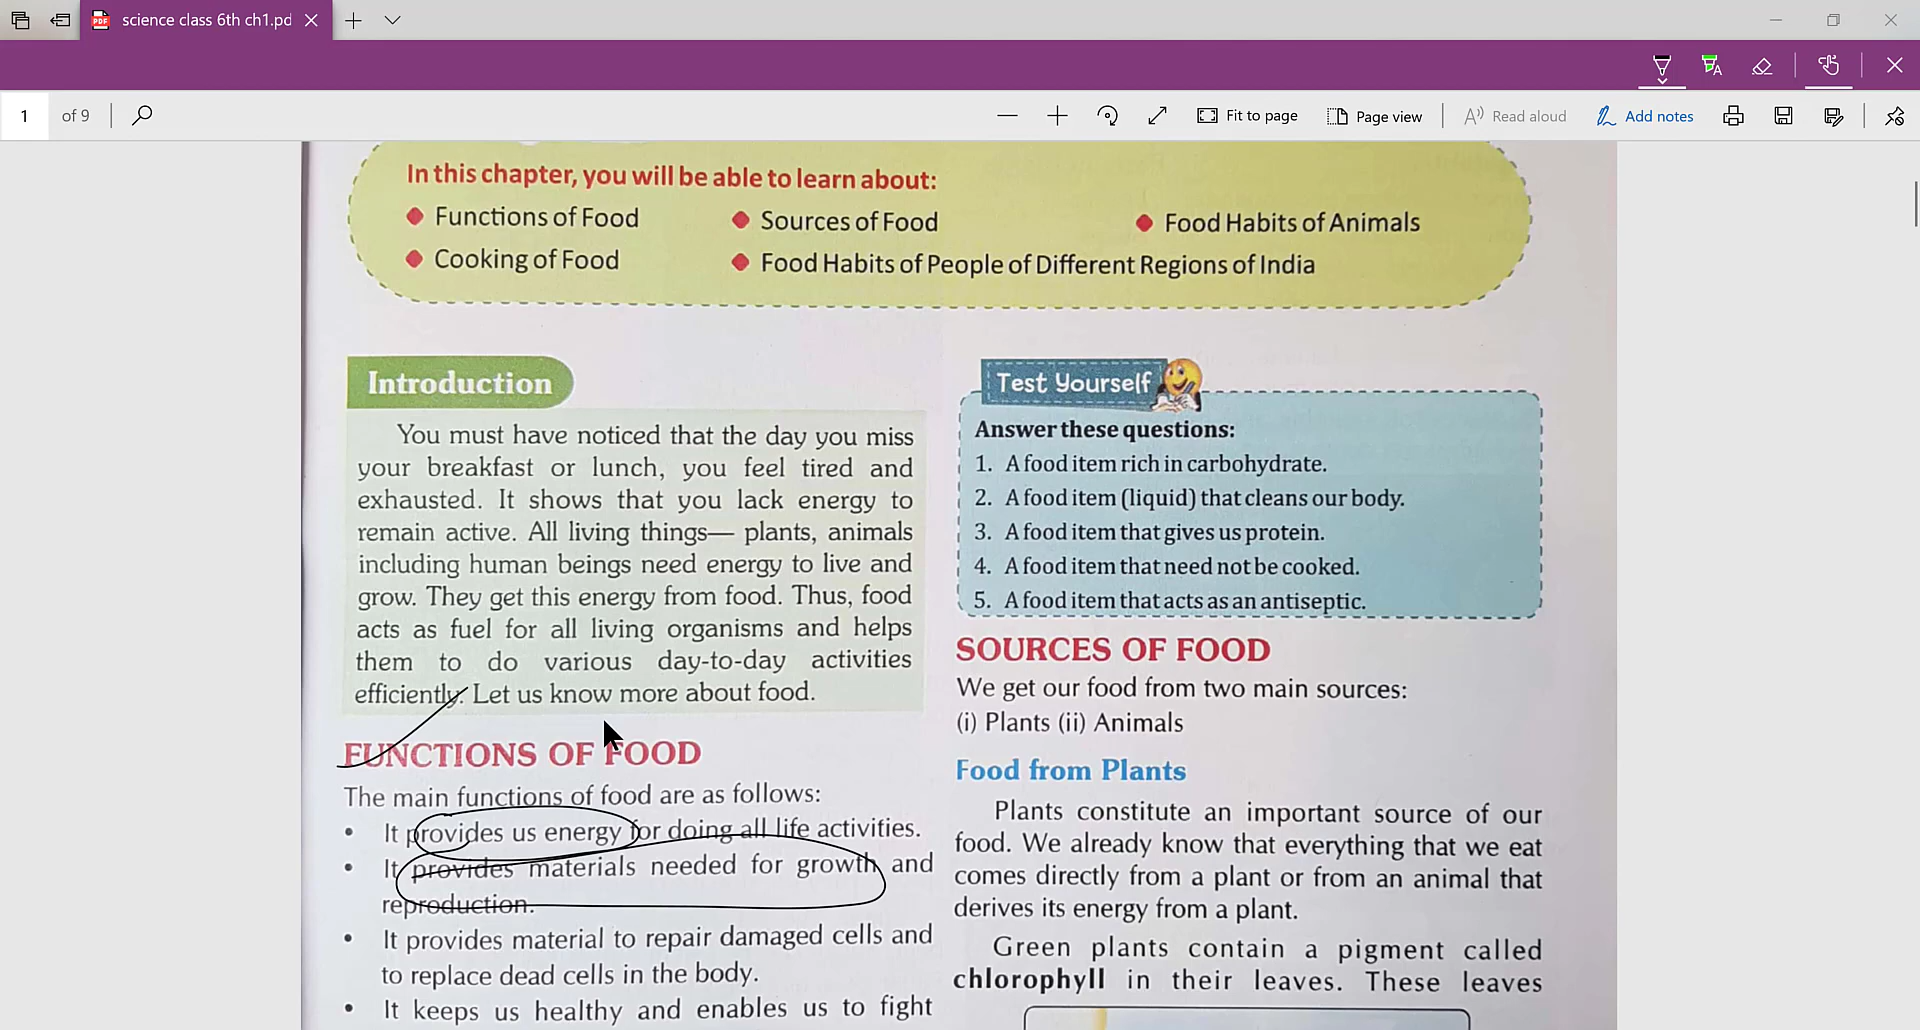 science class 6th ch1.pd
1 of 9
Fit to page
Page view
Read aloud
Add notes
In this chapter, you will be able to learn about:
Functions of Food
Sources of Food
Food Habits of Animals
Cooking of Food
Food Habits of People of Different Regions of India
Introduction
You must have noticed that the day you miss
your breakfast or lunch, you feel tired and
exhausted. It shows that you lack energy to
remain active. All living things— plants, animals
including human beings need energy to live and
grow. They get this energy from food. Thus, food
acts as fuel for all living organisms and helps
them to do various day-to-day activities
efficiently. Let us know more about food.
FUNCTIONS OF FOOD
The main functions of food are as follows:
• It provides us energy for doing all life activities.
• It provides materials needed for growth and
reproduction.
• It provides material to repair damaged cells and
to replace dead cells in the body.
• It keeps us healthy and enables us to fight
Test Yourself
Answer these questions:
1. A food item rich in carbohydrate.
2. A food item (liquid) that cleans our body.
3. A food item that gives us protein.
4. A food item that need not be cooked.
5. A food item that acts as an antiseptic.
SOURCES OF FOOD
We get our food from two main sources:
(i) Plants (ii) Animals
Food from Plants
Plants constitute an important source of our
food. We already know that everything that we eat
comes directly from a plant or from an animal that
derives its energy from a plant.
Green plants contain a pigment called
chlorophyll in their leaves. These leaves